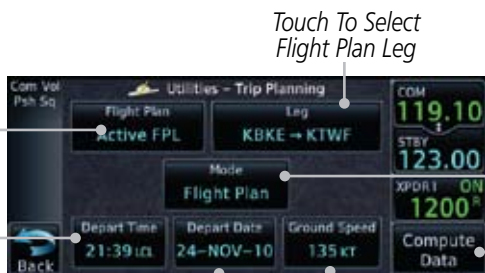 Touch To Select
Flight Plan Leg
Com Vol
Psh Sq
Utilities – Trip Planning
COM
119.10
Flight Plan
Active FPL
Leg
KBKE → KTWF
STBY
123.00
Mode
Flight Plan
XPDR1 ON
1200 R
Depart Time
21:39 LCL
Depart Date
24–NOV–10
Ground Speed
135 KT
Compute
Data
Back